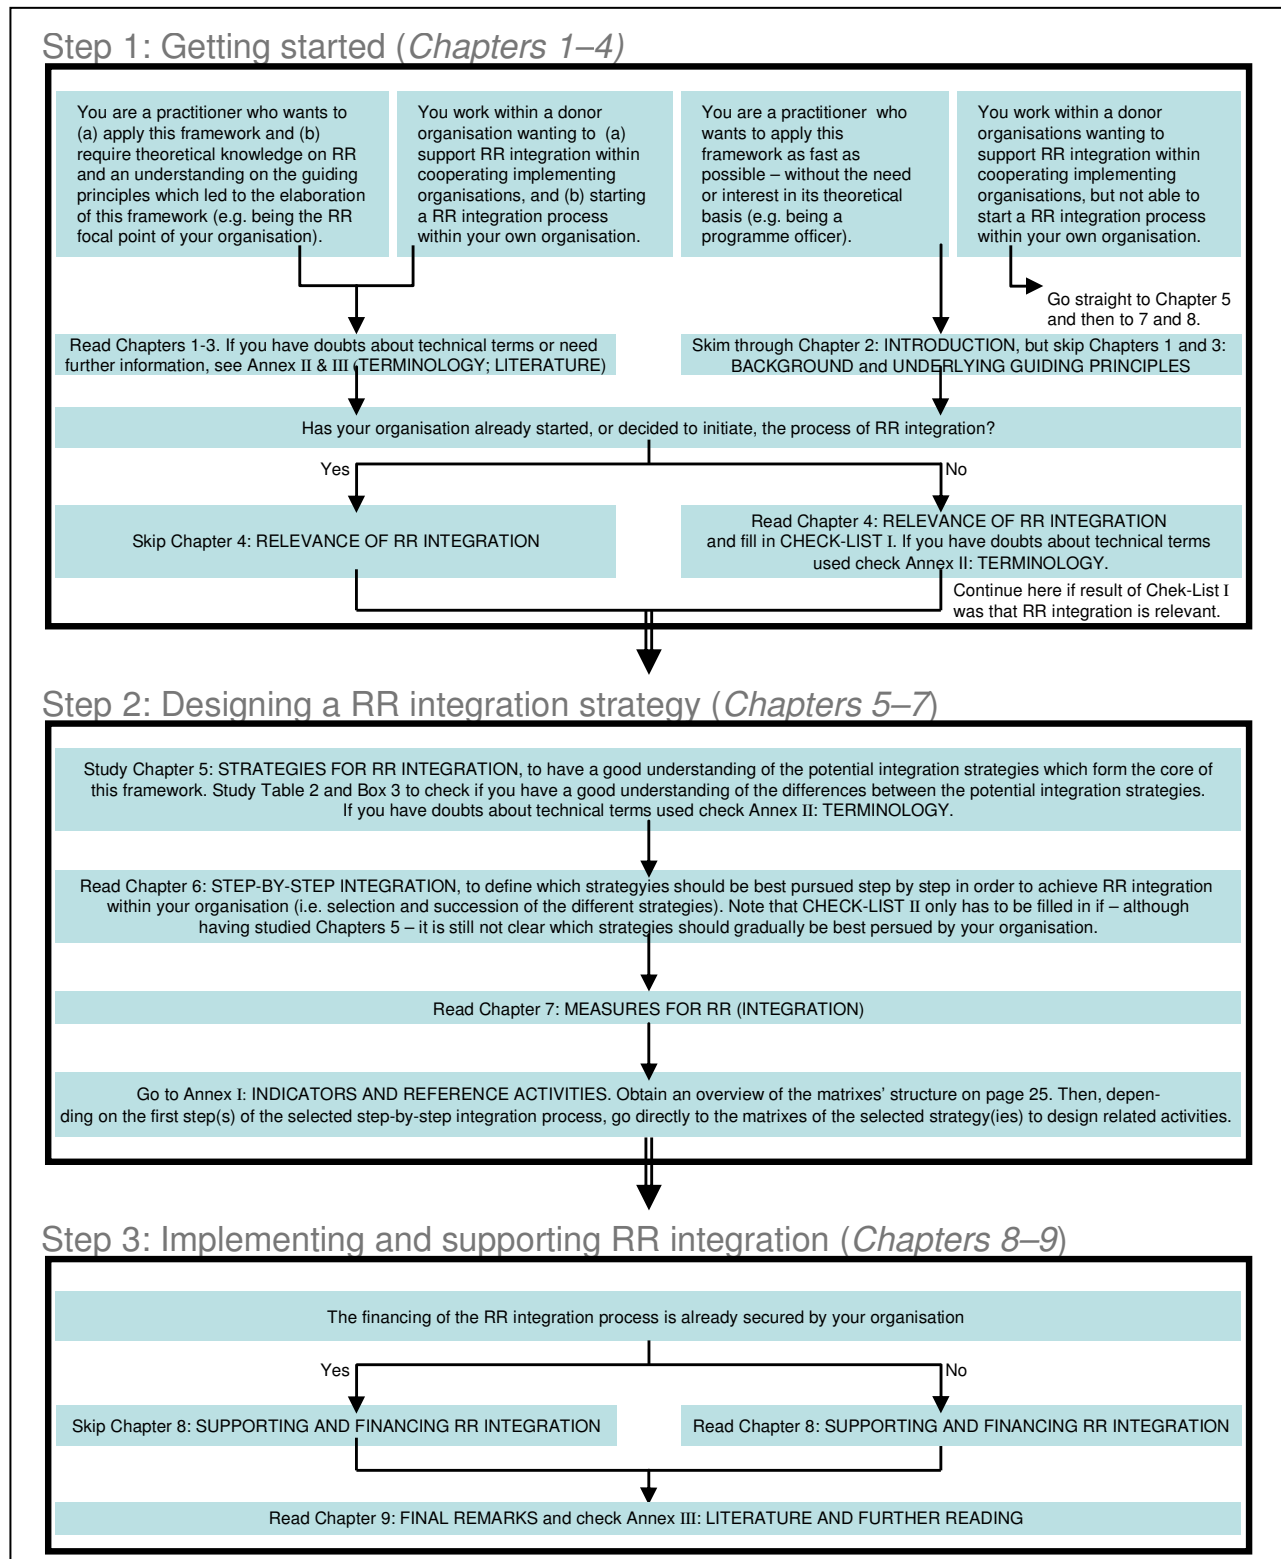 Step 1: Getting started (Chapters 1–4)
You are a practitioner who wants to
(a) apply this framework and (b)
require theoretical knowledge on RR
and an understanding on the guiding
principles which led to the elaboration
of this framework (e.g. being the RR
focal point of your organisation).
You work within a donor
organisation wanting to (a)
support RR integration within
cooperating implementing
organisations, and (b) starting
a RR integration process
within your own organisation.
You are a practitioner who
wants to apply this
framework as fast as
possible – without the need
or interest in its theoretical
basis (e.g. being a
programme officer).
You work within a donor
organisations wanting to
support RR integration within
cooperating implementing
organisations, but not able to
start a RR integration process
within your own organisation.
Go straight to Chapter 5
and then to 7 and 8.
Read Chapters 1-3. If you have doubts about technical terms or need
further information, see Annex II & III (TERMINOLOGY; LITERATURE)
Skim through Chapter 2: INTRODUCTION, but skip Chapters 1 and 3:
BACKGROUND and UNDERLYING GUIDING PRINCIPLES
Has your organisation already started, or decided to initiate, the process of RR integration?
Yes
No
Skip Chapter 4: RELEVANCE OF RR INTEGRATION
Read Chapter 4: RELEVANCE OF RR INTEGRATION
and fill in CHECK-LIST I. If you have doubts about technical terms
used check Annex II: TERMINOLOGY.
Continue here if result of Chek-List I
was that RR integration is relevant.
Step 2: Designing a RR integration strategy (Chapters 5–7)
Study Chapter 5: STRATEGIES FOR RR INTEGRATION, to have a good understanding of the potential integration strategies which form the core of
this framework. Study Table 2 and Box 3 to check if you have a good understanding of the differences between the potential integration strategies.
If you have doubts about technical terms used check Annex II: TERMINOLOGY.
Read Chapter 6: STEP-BY-STEP INTEGRATION, to define which strategyies should be best pursued step by step in order to achieve RR integration
within your organisation (i.e. selection and succession of the different strategies). Note that CHECK-LIST II only has to be filled in if – although
having studied Chapters 5 – it is still not clear which strategies should gradually be best persued by your organisation.
Read Chapter 7: MEASURES FOR RR (INTEGRATION)
Go to Annex I: INDICATORS AND REFERENCE ACTIVITIES. Obtain an overview of the matrixes' structure on page 25. Then, depen-
ding on the first step(s) of the selected step-by-step integration process, go directly to the matrixes of the selected strategy(ies) to design related activities.
Step 3: Implementing and supporting RR integration (Chapters 8–9)
The financing of the RR integration process is already secured by your organisation
Yes
No
Skip Chapter 8: SUPPORTING AND FINANCING RR INTEGRATION
Read Chapter 8: SUPPORTING AND FINANCING RR INTEGRATION
Read Chapter 9: FINAL REMARKS and check Annex III: LITERATURE AND FURTHER READING